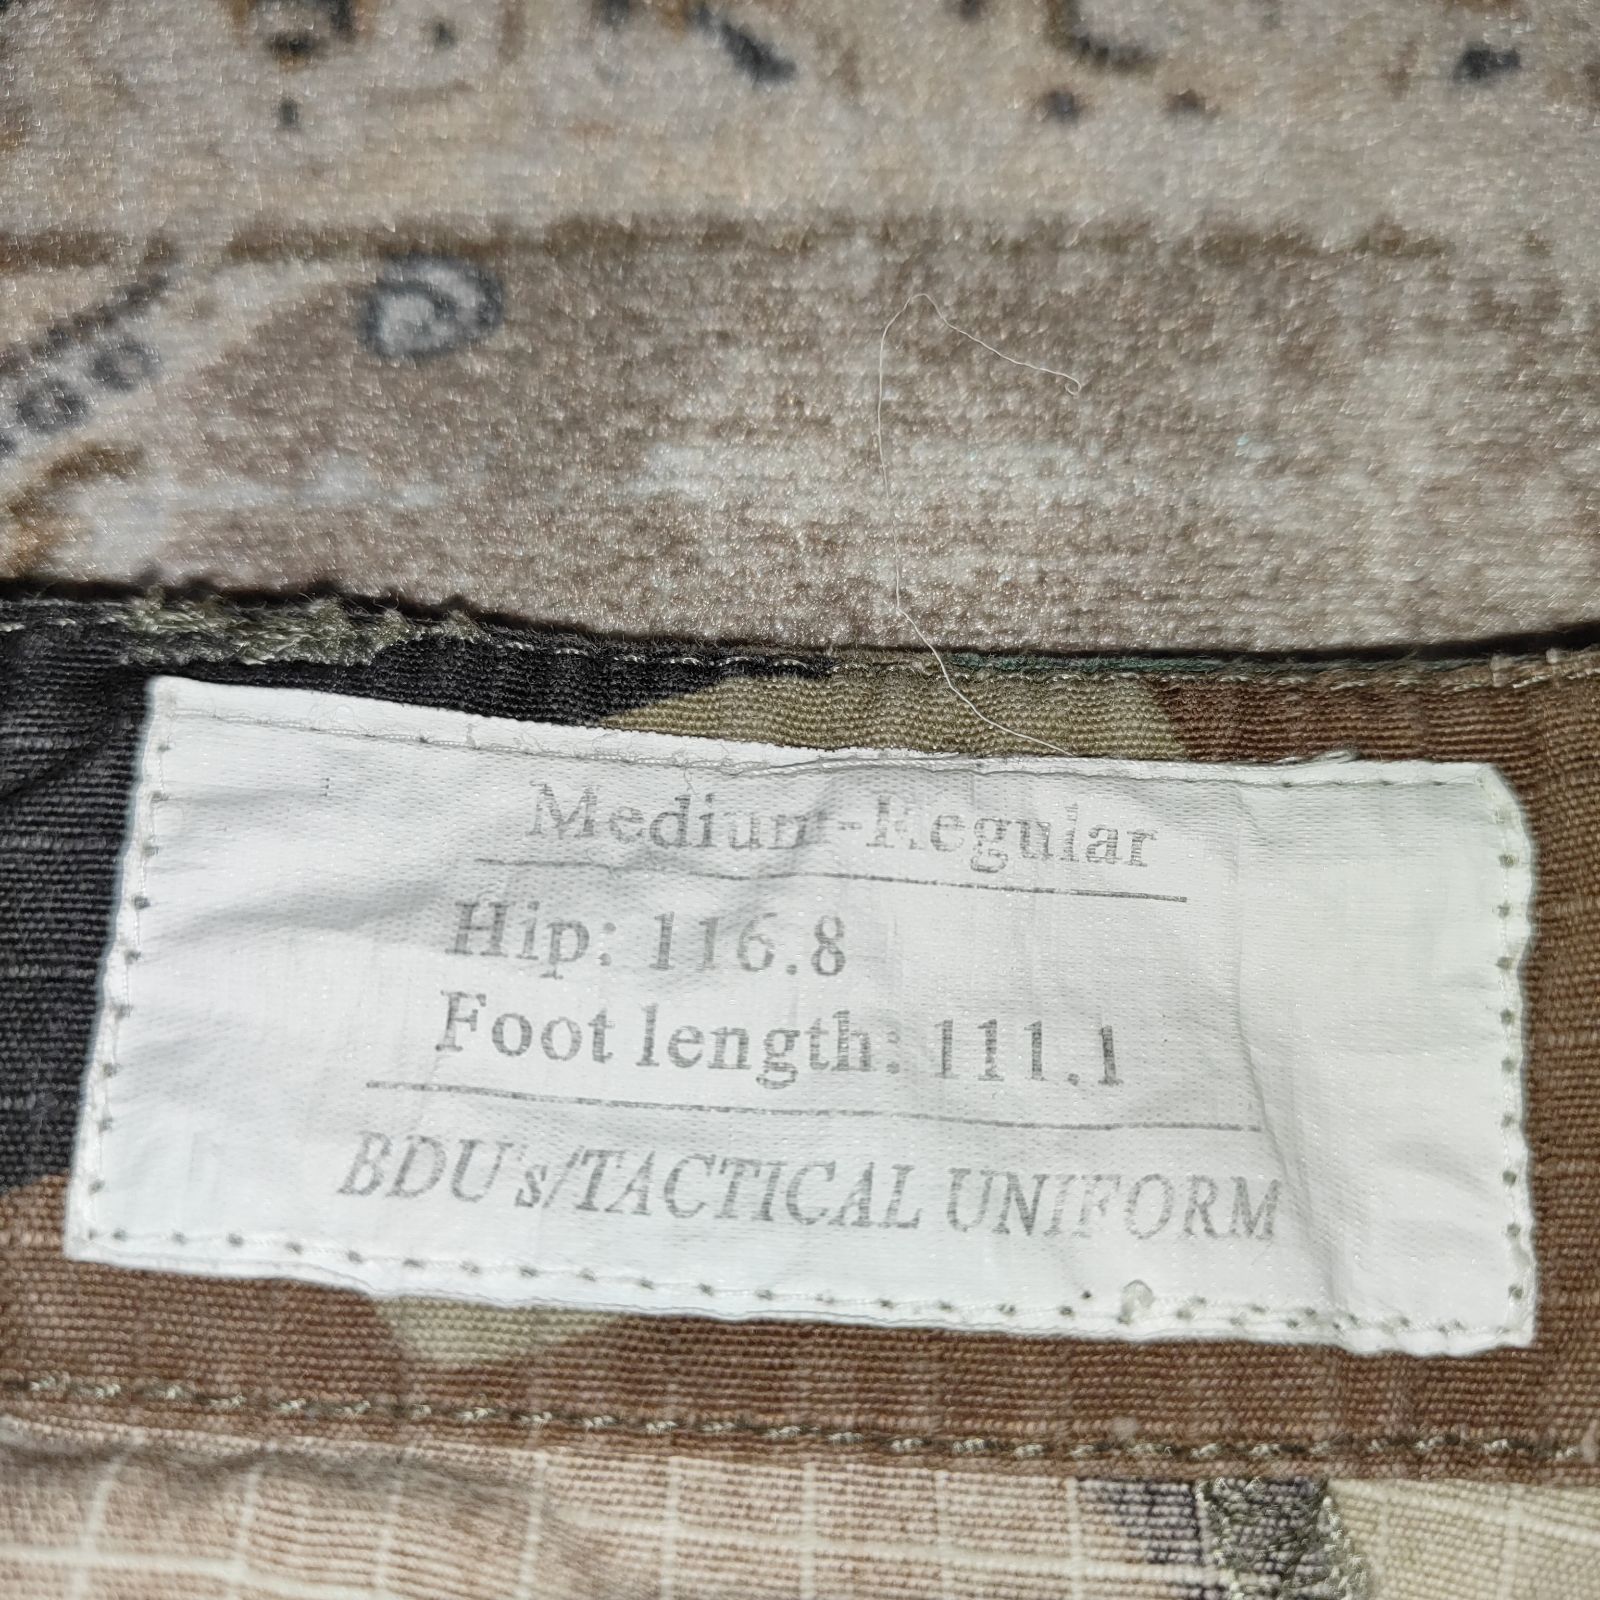 Medium-Regular
Hip: 116.8
Foot length: 111.1
BDU's/TACTICAL UNIFORM